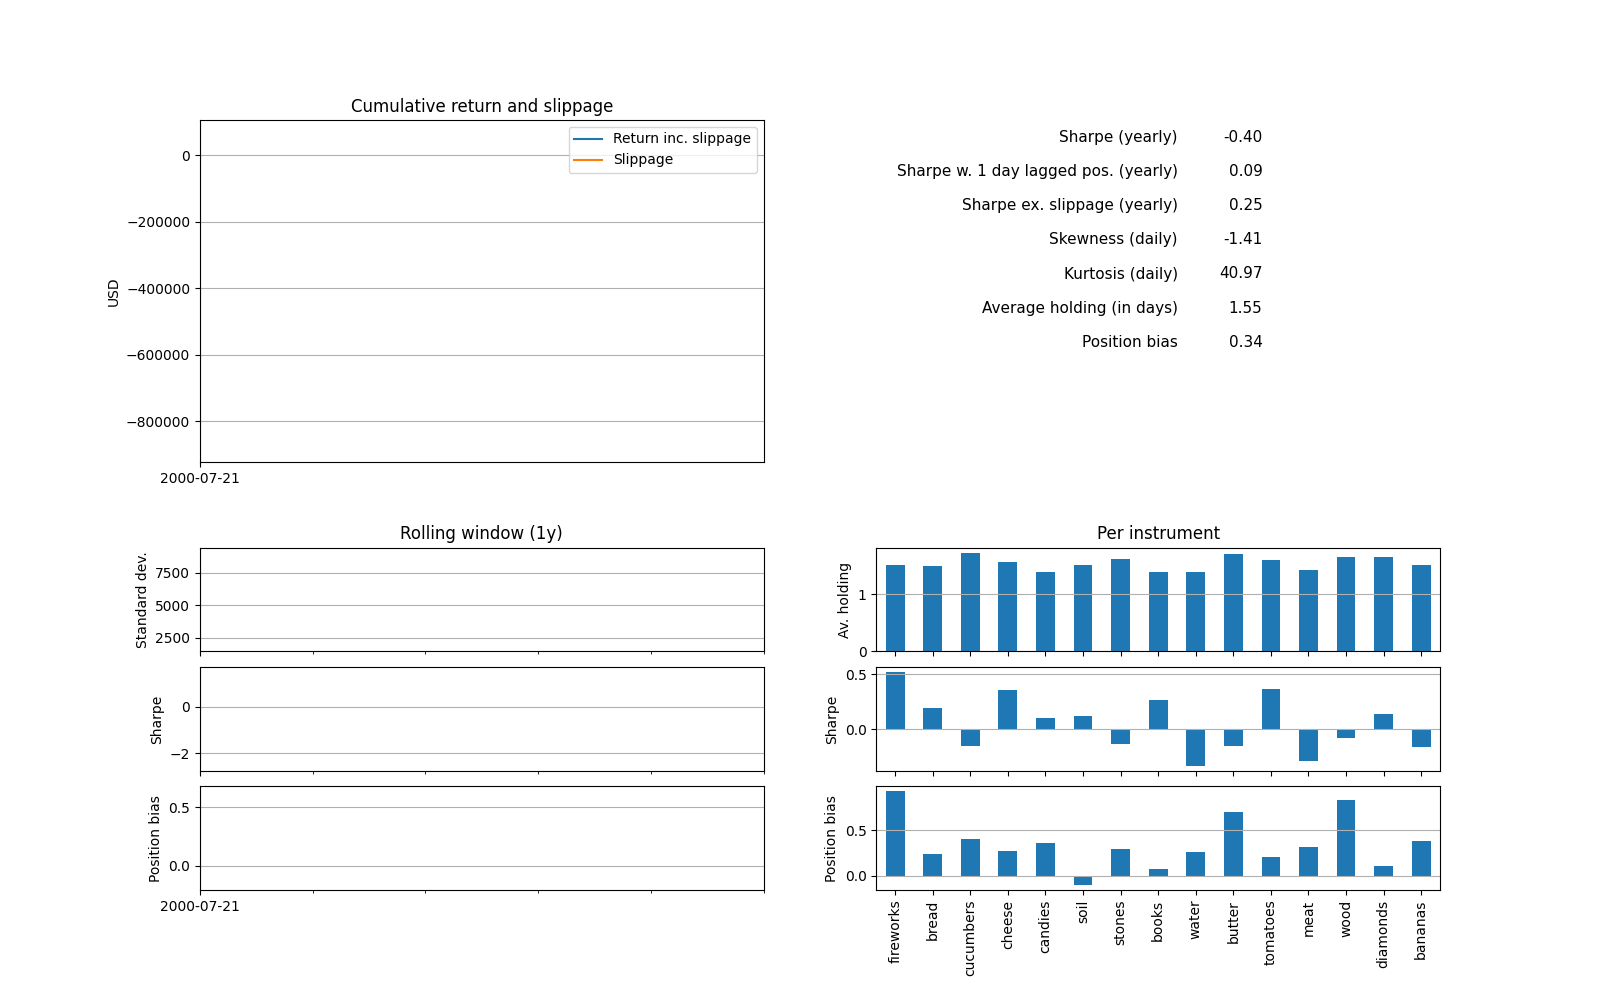 Cumulative return and slippage
Return inc. slippage
Slippage
0
−200000
−400000
−600000
−800000
USD
2000-07-21
Sharpe (yearly) -0.40
Sharpe w. 1 day lagged pos. (yearly) 0.09
Sharpe ex. slippage (yearly) 0.25
Skewness (daily) -1.41
Kurtosis (daily) 40.97
Average holding (in days) 1.55
Position bias 0.34
Rolling window (1y)
Standard dev.
7500
5000
2500
Sharpe
0
−2
Position bias
0.5
0.0
2000-07-21
Per instrument
Av. holding
1
0
Sharpe
0.5
0.0
Position bias
0.5
0.0
fireworks
bread
cucumbers
cheese
candies
soil
stones
books
water
butter
tomatoes
meat
wood
diamonds
bananas